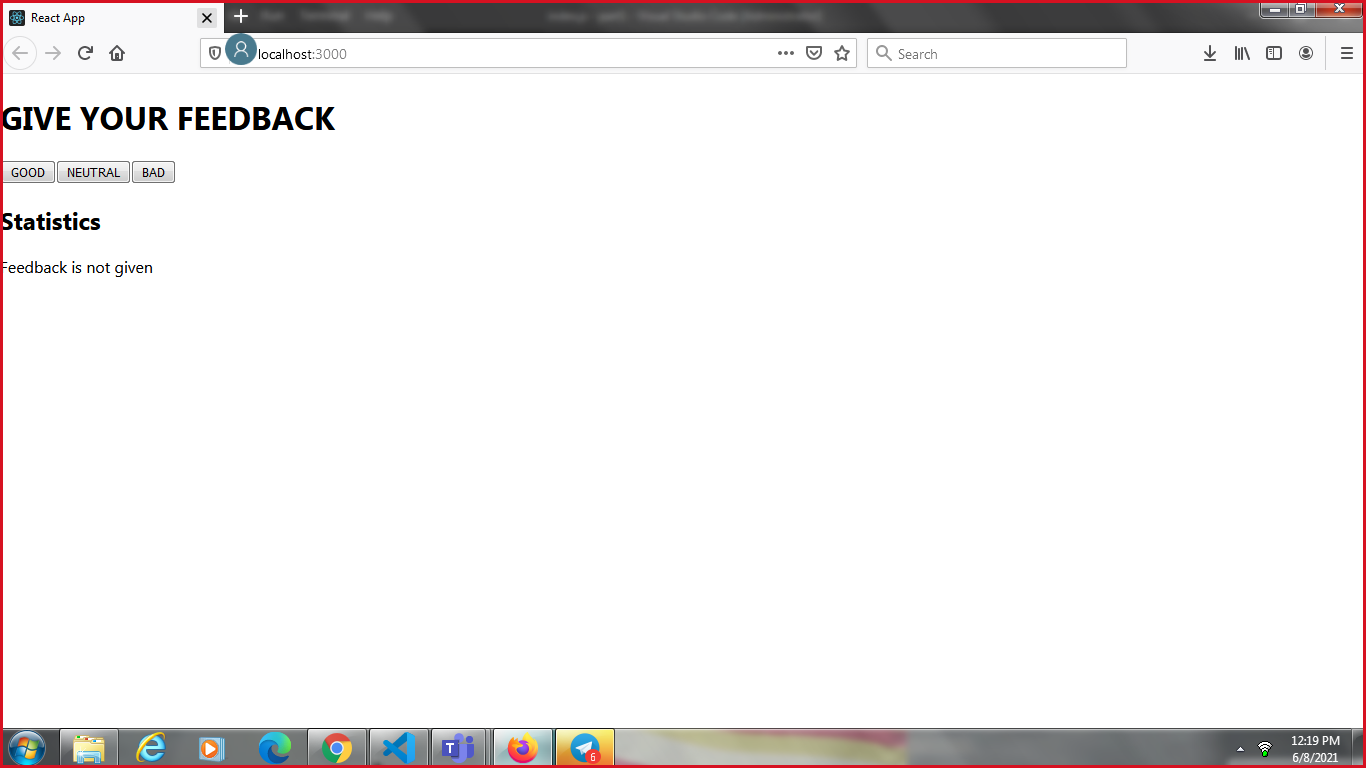 React App
localhost:3000
Search
GIVE YOUR FEEDBACK
GOOD NEUTRAL BAD
Statistics
Feedback is not given
6
12:19 PM
6/8/2021